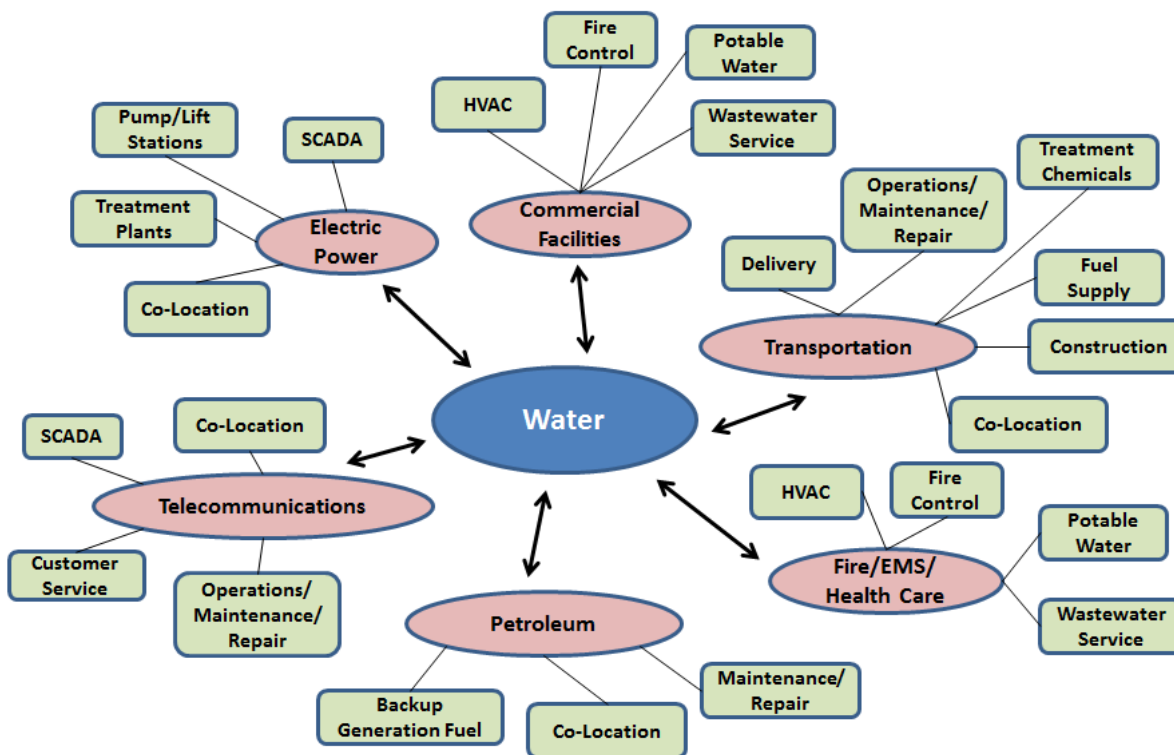 Fire
Control
Potable
Water
HVAC
Wastewater
Service
Pump/Lift
Stations
SCADA
Treatment
Plants
Electric
Power
Co-Location
Commercial
Facilities
Treatment
Chemicals
Operations/
Maintenance/
Repair
Delivery
Fuel
Supply
Transportation
Construction
Co-Location
Water
SCADA
Co-Location
Telecommunications
Customer
Service
Operations/
Maintenance/
Repair
HVAC
Fire
Control
Potable
Water
Fire/EMS/
Health Care
Wastewater
Service
Petroleum
Backup
Generation Fuel
Co-Location
Maintenance/
Repair